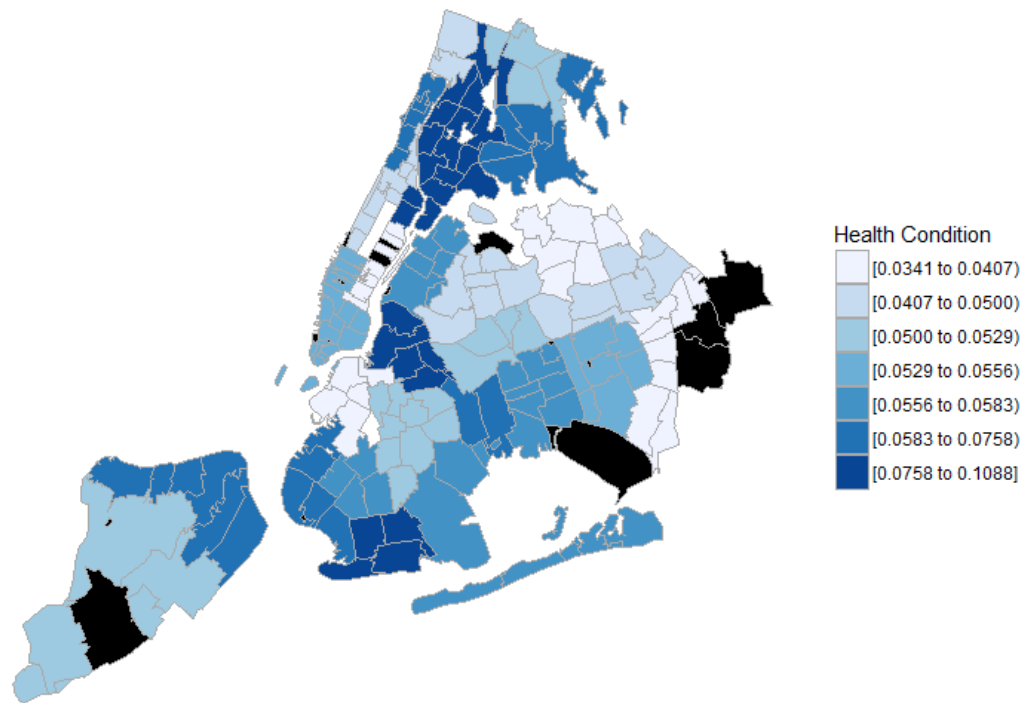 Health Condition
[0.0341 to 0.0407)
[0.0407 to 0.0500)
[0.0500 to 0.0529)
[0.0529 to 0.0556)
[0.0556 to 0.0583)
[0.0583 to 0.0758)
[0.0758 to 0.1088]